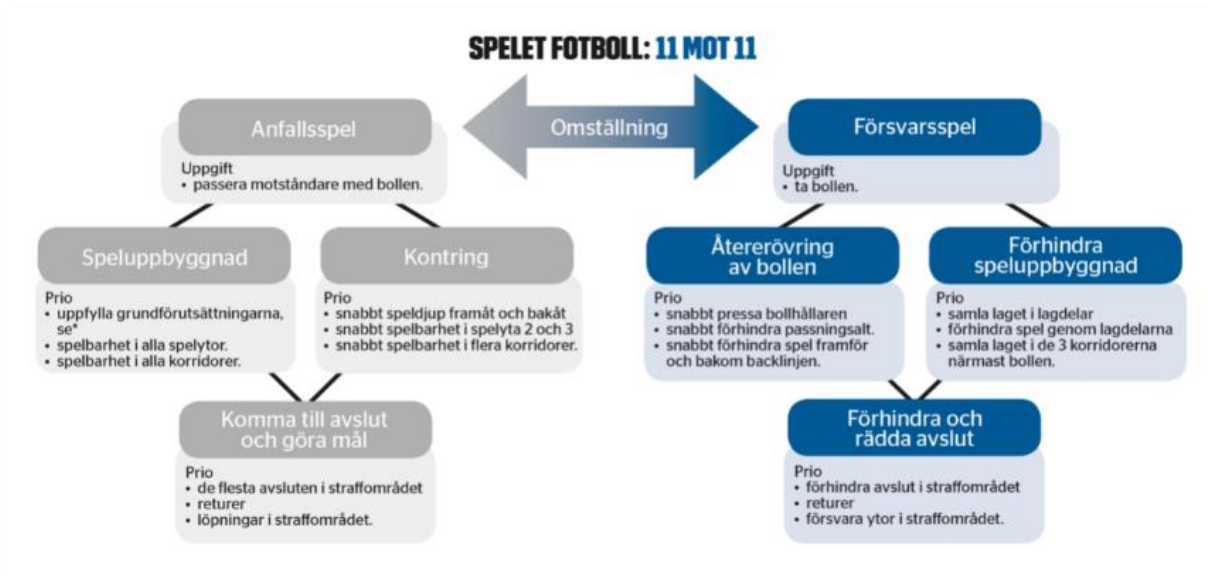 SPELET FOTBOLL: 11 MOT 11
Omställning
Anfallsspel
Uppgift
• passera motståndare med bollen.
Speluppbyggnad
Prio
• uppfylla grundförutsättningarna,
se*
• spelbarhet i alla spelytor.
• spelbarhet i alla korridorer.
Kontring
Prio
• snabbt speldjup framåt och bakåt
• snabbt spelbarhet i spelyta 2 och 3
• snabbt spelbarhet i flera korridorer.
Komma till avslut
och göra mål
Prio
• de flesta avsluten i straffområdet
• returer
• löpningar i straffområdet.
Försvarsspel
Uppgift
• ta bollen.
Återerövring
av bollen
Prio
• snabbt pressa bollhållaren
• snabbt förhindra passningsalt.
• snabbt förhindra spel framför
och bakom backlinjen.
Förhindra
speluppbyggnad
Prio
• samla laget i lagdelar
• förhindra spel genom lagdelarna
• samla laget i de 3 korridorerna
närmast bollen.
Förhindra och
rädda avslut
Prio
• förhindra avslut i straffområdet
• returer
• försvara ytor i straffområdet.